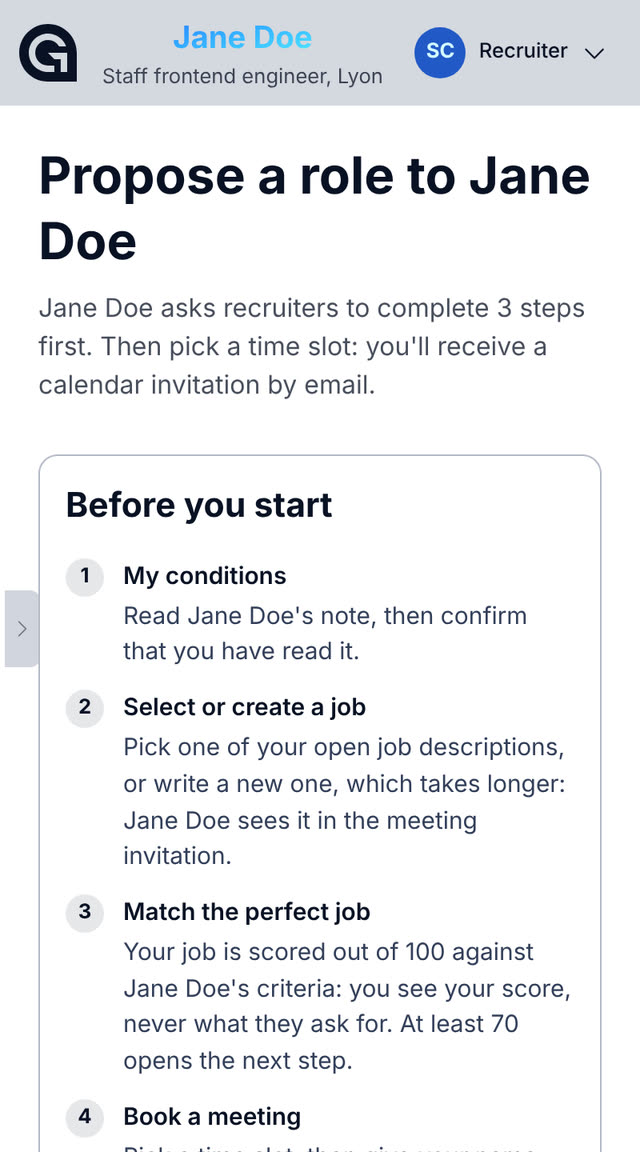 Jane Doe
Staff frontend engineer, Lyon
SC
Recruiter
Propose a role to Jane
Doe
Jane Doe asks recruiters to complete 3 steps
first. Then pick a time slot: you'll receive a
calendar invitation by email.
Before you start
1 My conditions
Read Jane Doe's note, then confirm
that you have read it.
2 Select or create a job
Pick one of your open job descriptions,
or write a new one, which takes longer:
Jane Doe sees it in the meeting
invitation.
3 Match the perfect job
Your job is scored out of 100 against
Jane Doe's criteria: you see your score,
never what they ask for. At least 70
opens the next step.
4 Book a meeting